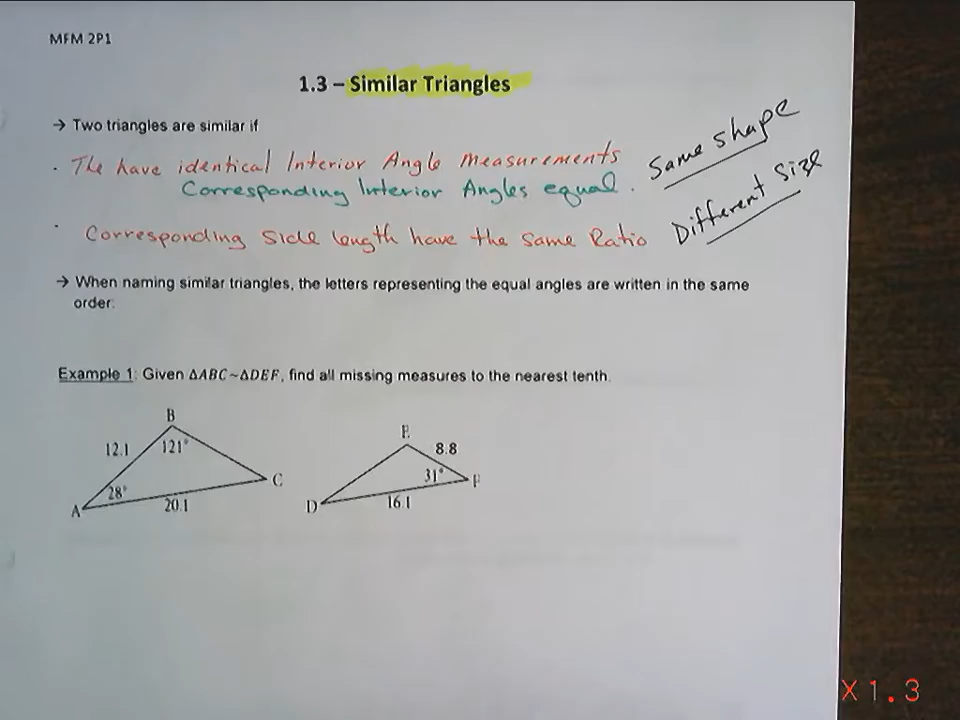 MFM 2P1
1.3 – Similar Triangles
→ Two triangles are similar if
Same shape
· The have identical Interior Angle Measurements
Corresponding Interior Angles equal.
Different Size
· Corresponding Side length have the same Ratio
→ When naming similar triangles, the letters representing the equal angles are written in the same
order:
Example 1: Given ΔABC~ΔDEF, find all missing measures to the nearest tenth.
B
12.1
121°
C
28°
A
20.1
E
8.8
31°
F
D
16.1
X1.3